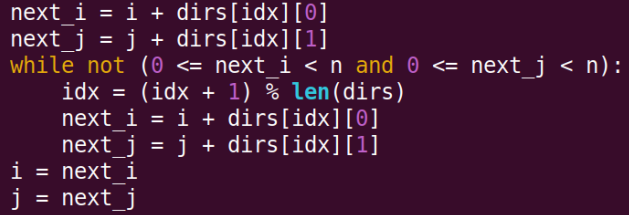 next_i = i + dirs[idx][0]
next_j = j + dirs[idx][1]
while not (0 <= next_i < n and 0 <= next_j < n):
    idx = (idx + 1) % len(dirs)
    next_i = i + dirs[idx][0]
    next_j = j + dirs[idx][1]
i = next_i
j = next_j